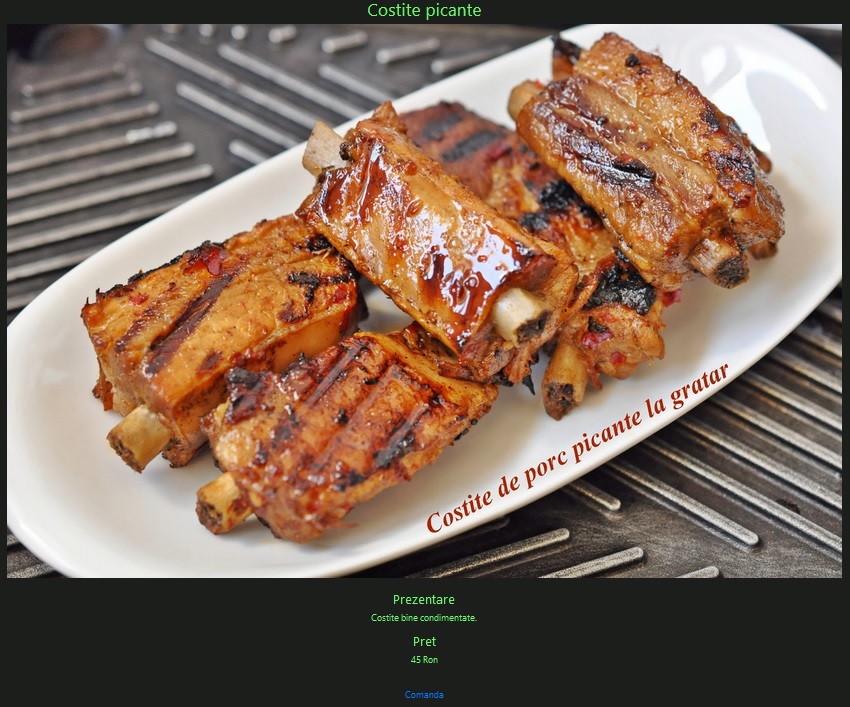 Costite picante
Costite de porc picante la gratar
Prezentare
Costite bine condimentate.
Pret
45 Ron
Comanda